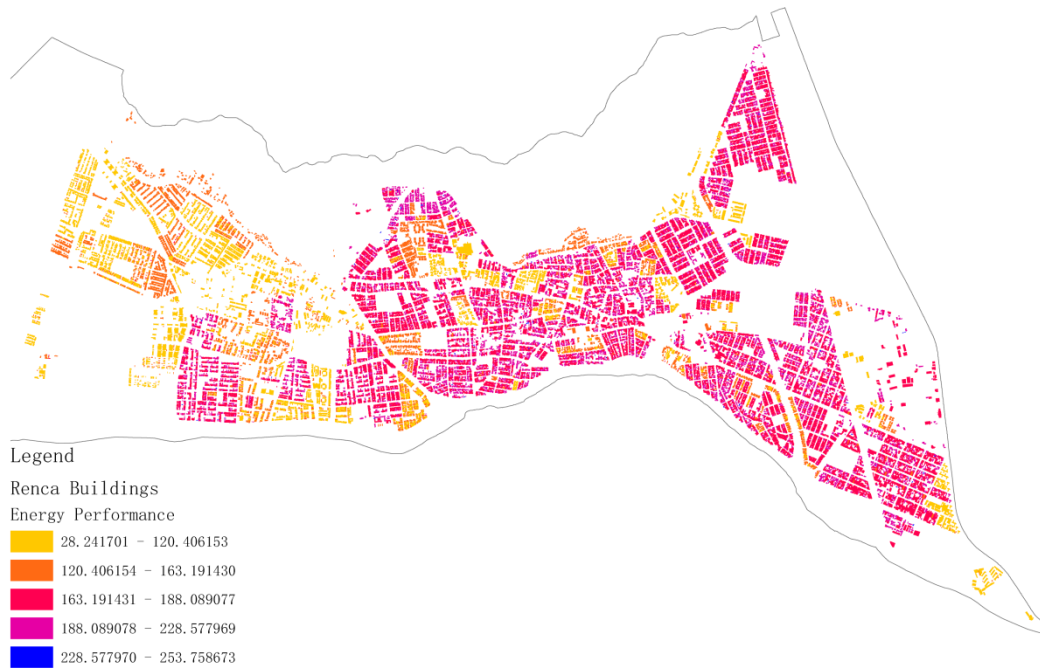 Legend
Renca Buildings
Energy Performance
28.241701 - 120.406153
120.406154 - 163.191430
163.191431 - 188.089077
188.089078 - 228.577969
228.577970 - 253.758673